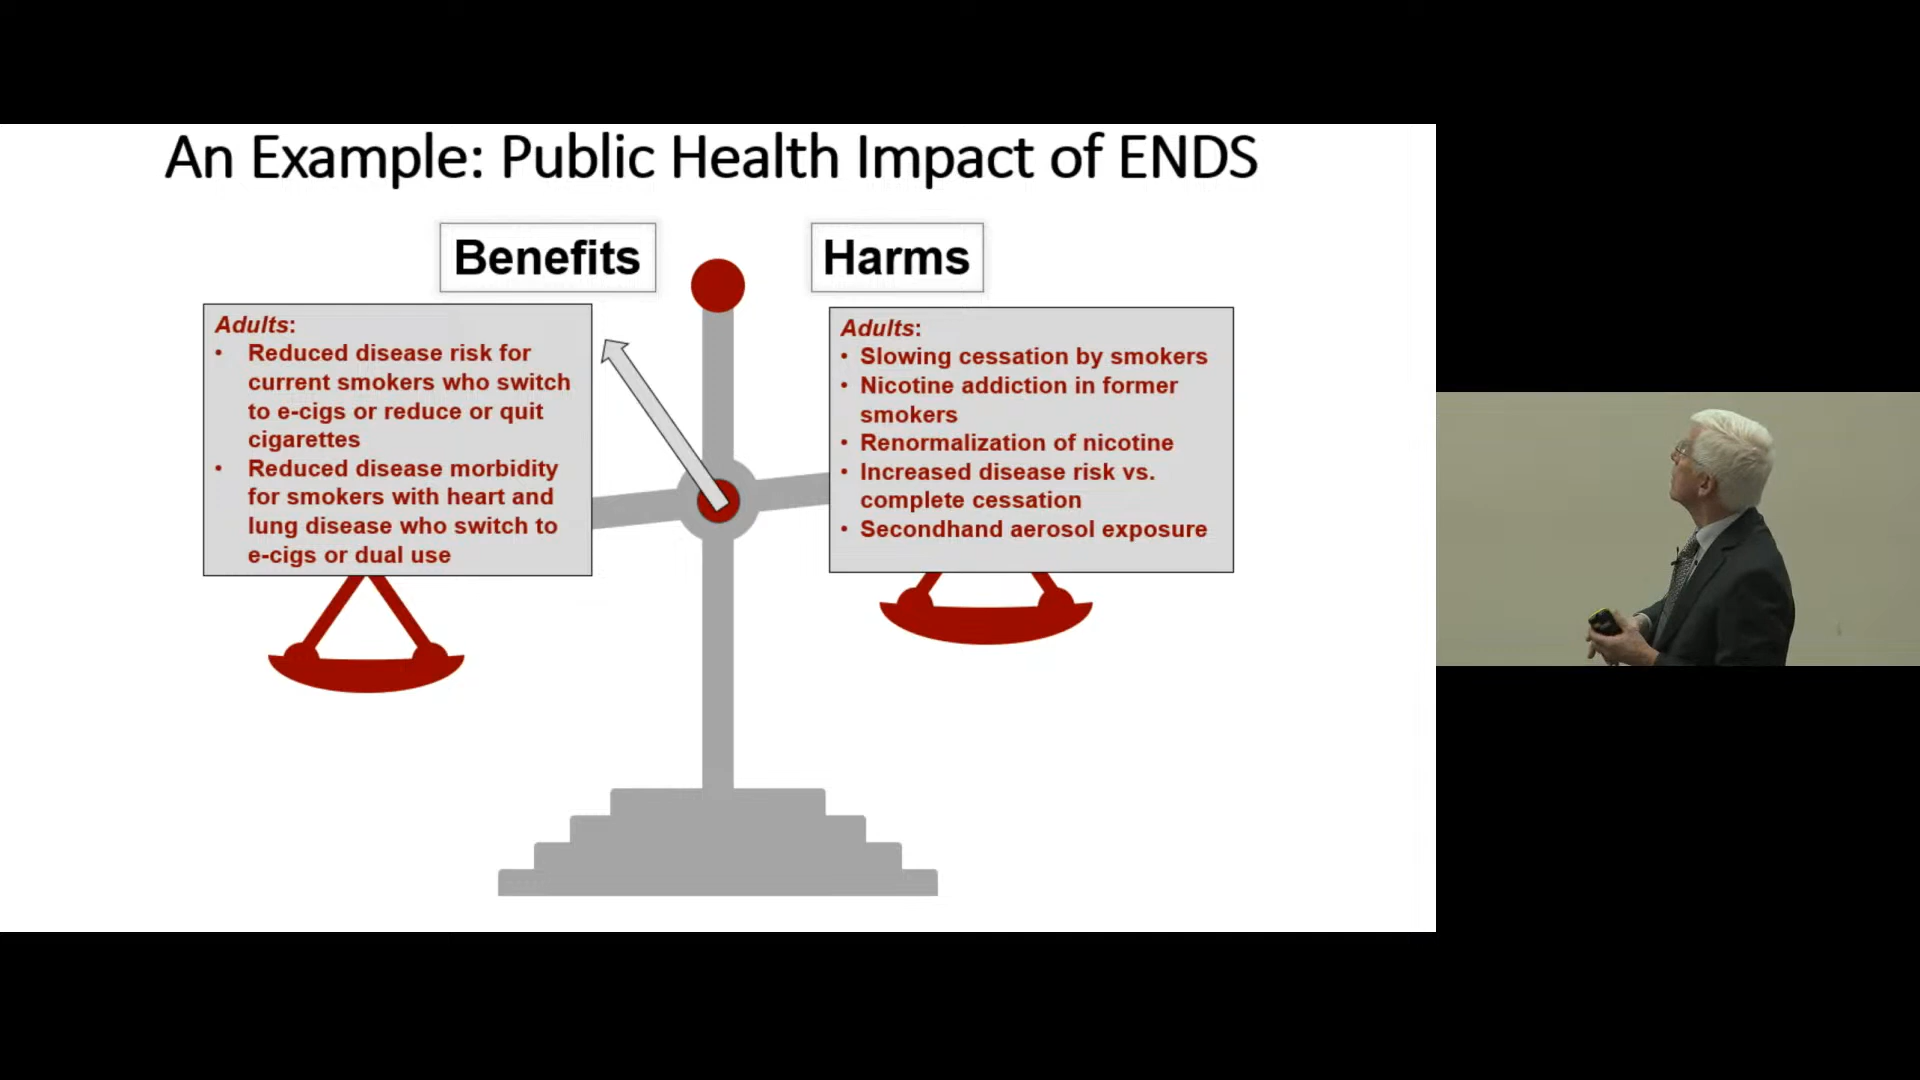 An Example: Public Health Impact of ENDS
Benefits
Harms
Adults:
• Reduced disease risk for
current smokers who switch
to e-cigs or reduce or quit
cigarettes
• Reduced disease morbidity
for smokers with heart and
lung disease who switch to
e-cigs or dual use
Adults:
• Slowing cessation by smokers
• Nicotine addiction in former
smokers
• Renormalization of nicotine
• Increased disease risk vs.
complete cessation
• Secondhand aerosol exposure